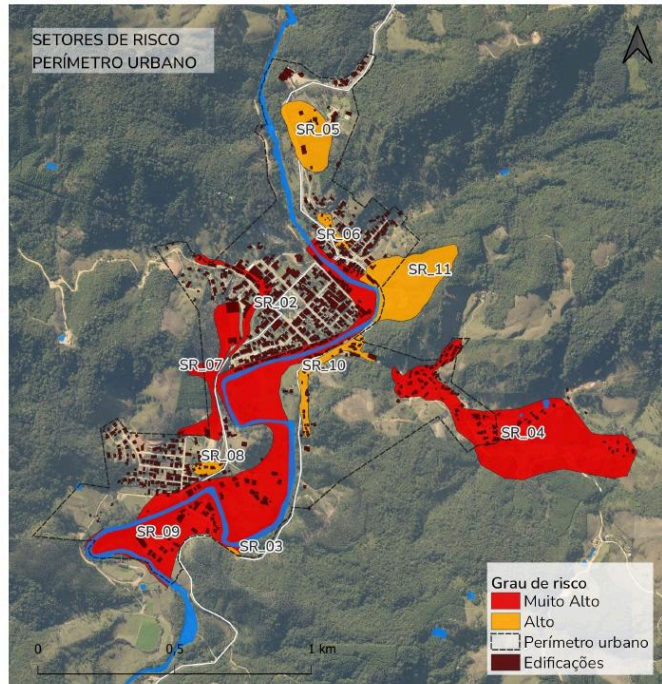 SETORES DE RISCO
PERÍMETRO URBANO
SR_05
SR_06
SR_11
SR_02
SR_07
SR_10
SR_04
SR_08
SR_09
SR_03
Grau de risco
Muito Alto
Alto
Perímetro urbano
Edificações
0 0,5 1 km